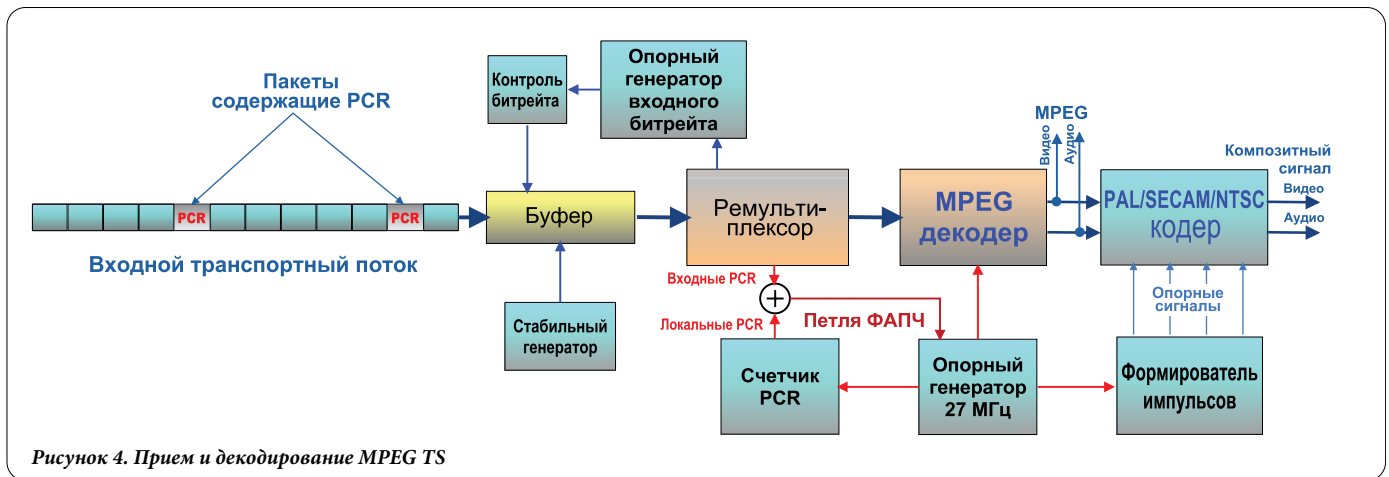 Пакеты
содержащие PCR
PCR
PCR
Входной транспортный поток
Контроль
битрейта
Опорный
генератор
входного
битрейта
Буфер
Стабильный
генератор
Ремульти-
плексор
Входные PCR
Локальные PCR
Петля ФАПЧ
Счетчик
PCR
Опорный
генератор
27 МГц
MPEG
декодер
MPEG
Видео
Аудио
PAL/SECAM/NTSC
кодер
Композитный
сигнал
Видео
Аудио
Опорные
сигналы
Формирователь
импульсов
Рисунок 4. Прием и декодирование MPEG TS